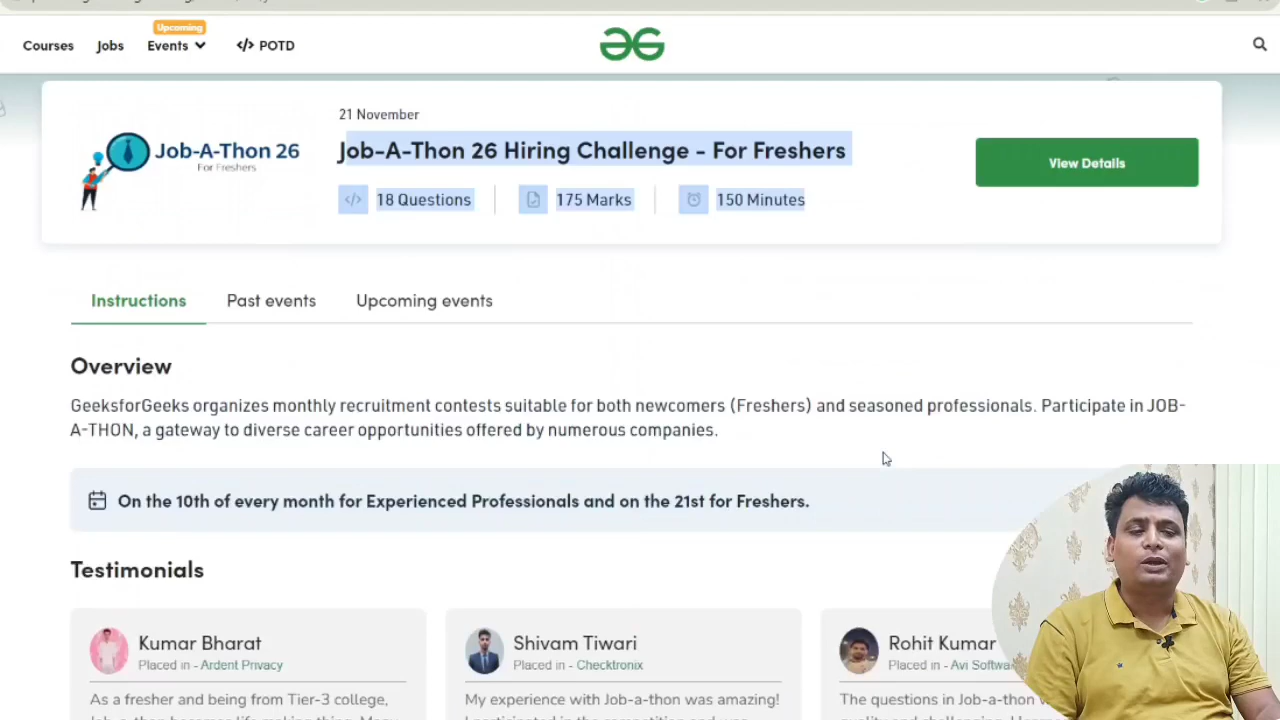 Upcoming
Courses Jobs Events </> POTD
21 November
Job-A-Thon 26
For Freshers
Job-A-Thon 26 Hiring Challenge - For Freshers
18 Questions 175 Marks 150 Minutes
View Details
Instructions Past events Upcoming events
Overview
GeeksforGeeks organizes monthly recruitment contests suitable for both newcomers (Freshers) and seasoned professionals. Participate in JOB-
A-THON, a gateway to diverse career opportunities offered by numerous companies.
On the 10th of every month for Experienced Professionals and on the 21st for Freshers.
Testimonials
Kumar Bharat
Placed in - Ardent Privacy
As a fresher and being from Tier-3 college,
Shivam Tiwari
Placed in - Checktronix
My experience with Job-a-thon was amazing!
Rohit Kumar
Placed in - Avi
The questions in Job-a-thon